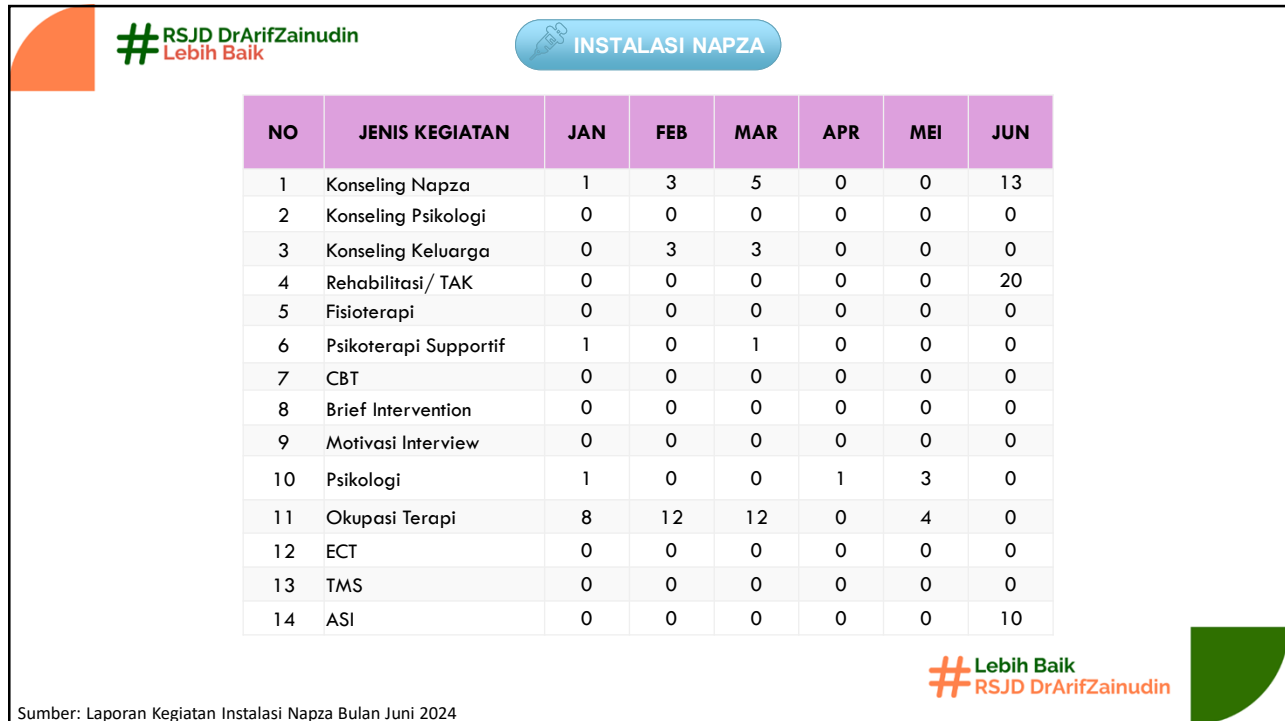 # RSJD DrArifZainudin
Lebih Baik
INSTALASI NAPZA
NO JENIS KEGIATAN JAN FEB MAR APR MEI JUN
1 Konseling Napza 1 3 5 0 0 13
2 Konseling Psikologi 0 0 0 0 0 0
3 Konseling Keluarga 0 3 3 0 0 0
4 Rehabilitasi/ TAK 0 0 0 0 0 20
5 Fisioterapi 0 0 0 0 0 0
6 Psikoterapi Supportif 1 0 1 0 0 0
7 CBT 0 0 0 0 0 0
8 Brief Intervention 0 0 0 0 0 0
9 Motivasi Interview 0 0 0 0 0 0
10 Psikologi 1 0 0 1 3 0
11 Okupasi Terapi 8 12 12 0 4 0
12 ECT 0 0 0 0 0 0
13 TMS 0 0 0 0 0 0
14 ASI 0 0 0 0 0 10
# Lebih Baik
RSJD DrArifZainudin
Sumber: Laporan Kegiatan Instalasi Napza Bulan Juni 2024